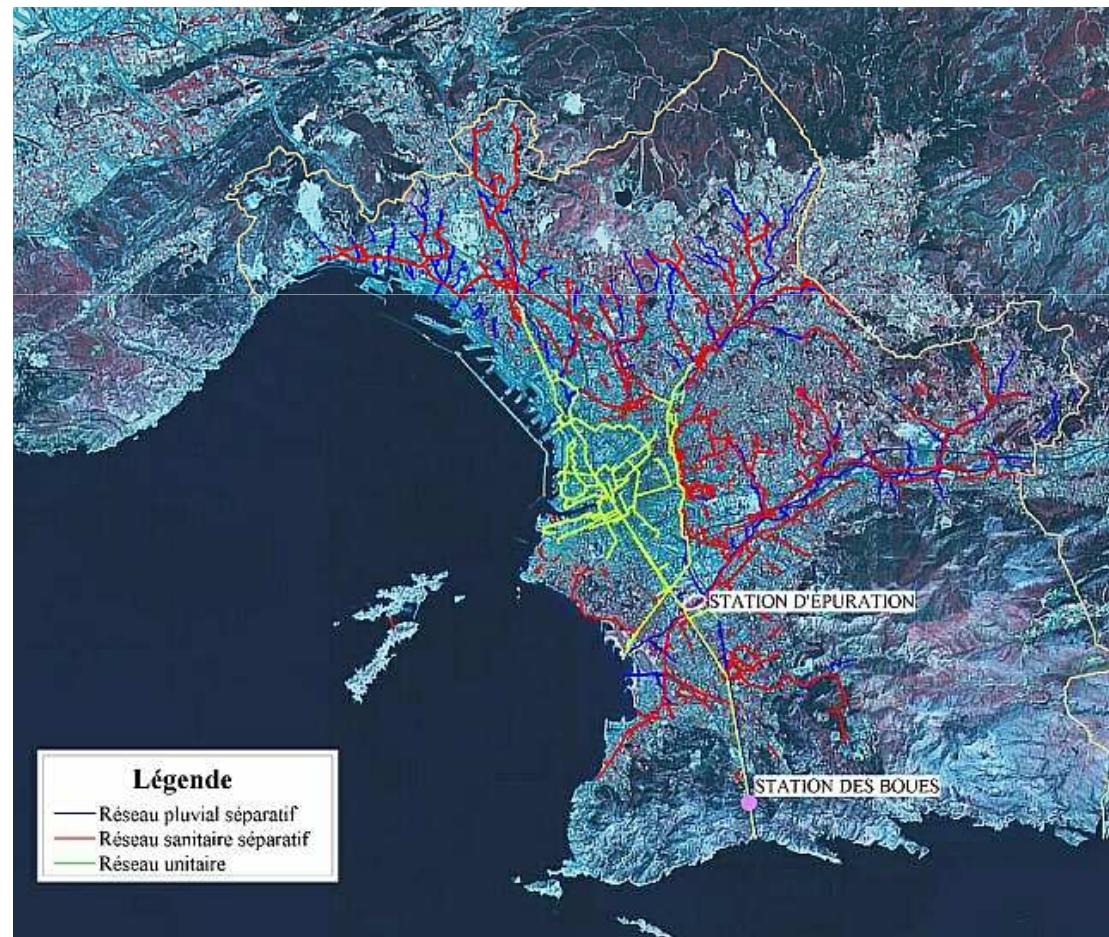 STATION D'EPURATION
STATION DES BOUES
Légende
Réseau pluvial séparatif
Réseau sanitaire séparatif
Réseau unitaire